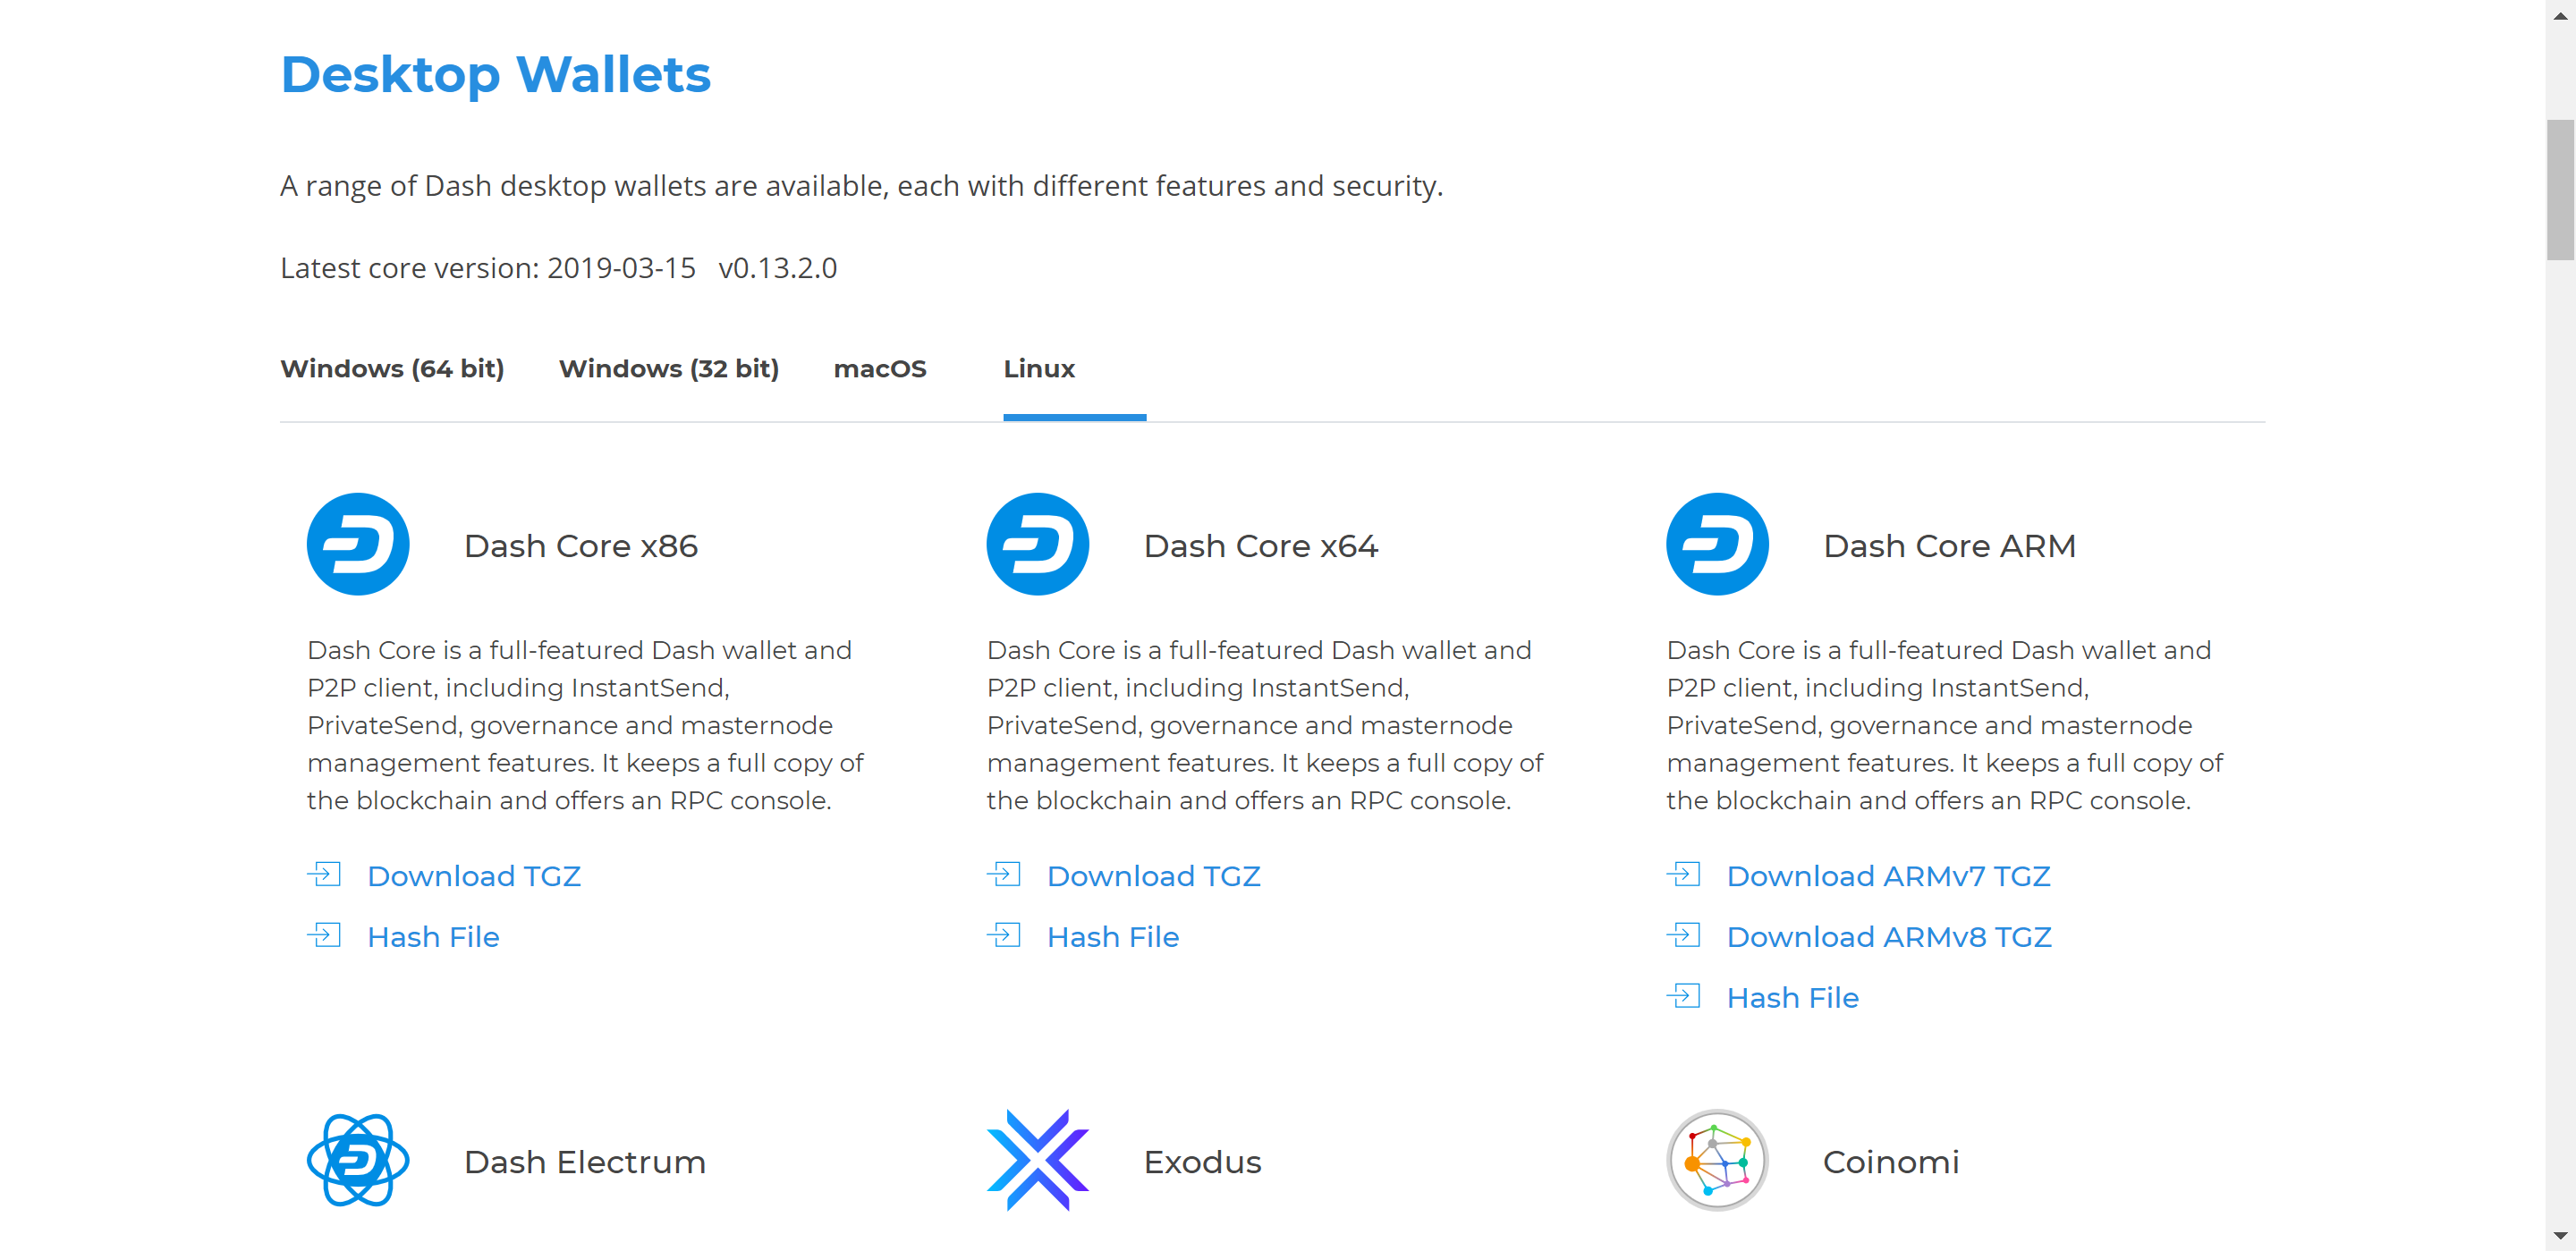 Desktop Wallets
A range of Dash desktop wallets are available, each with different features and security.
Latest core version: 2019-03-15 v0.13.2.0
Windows (64 bit) Windows (32 bit) macOS Linux
Dash Core x86
Dash Core is a full-featured Dash wallet and
P2P client, including InstantSend,
PrivateSend, governance and masternode
management features. It keeps a full copy of
the blockchain and offers an RPC console.
Download TGZ
Hash File
Dash Core x64
Dash Core is a full-featured Dash wallet and
P2P client, including InstantSend,
PrivateSend, governance and masternode
management features. It keeps a full copy of
the blockchain and offers an RPC console.
Download TGZ
Hash File
Dash Core ARM
Dash Core is a full-featured Dash wallet and
P2P client, including InstantSend,
PrivateSend, governance and masternode
management features. It keeps a full copy of
the blockchain and offers an RPC console.
Download ARMv7 TGZ
Download ARMv8 TGZ
Hash File
Dash Electrum
Exodus
Coinomi